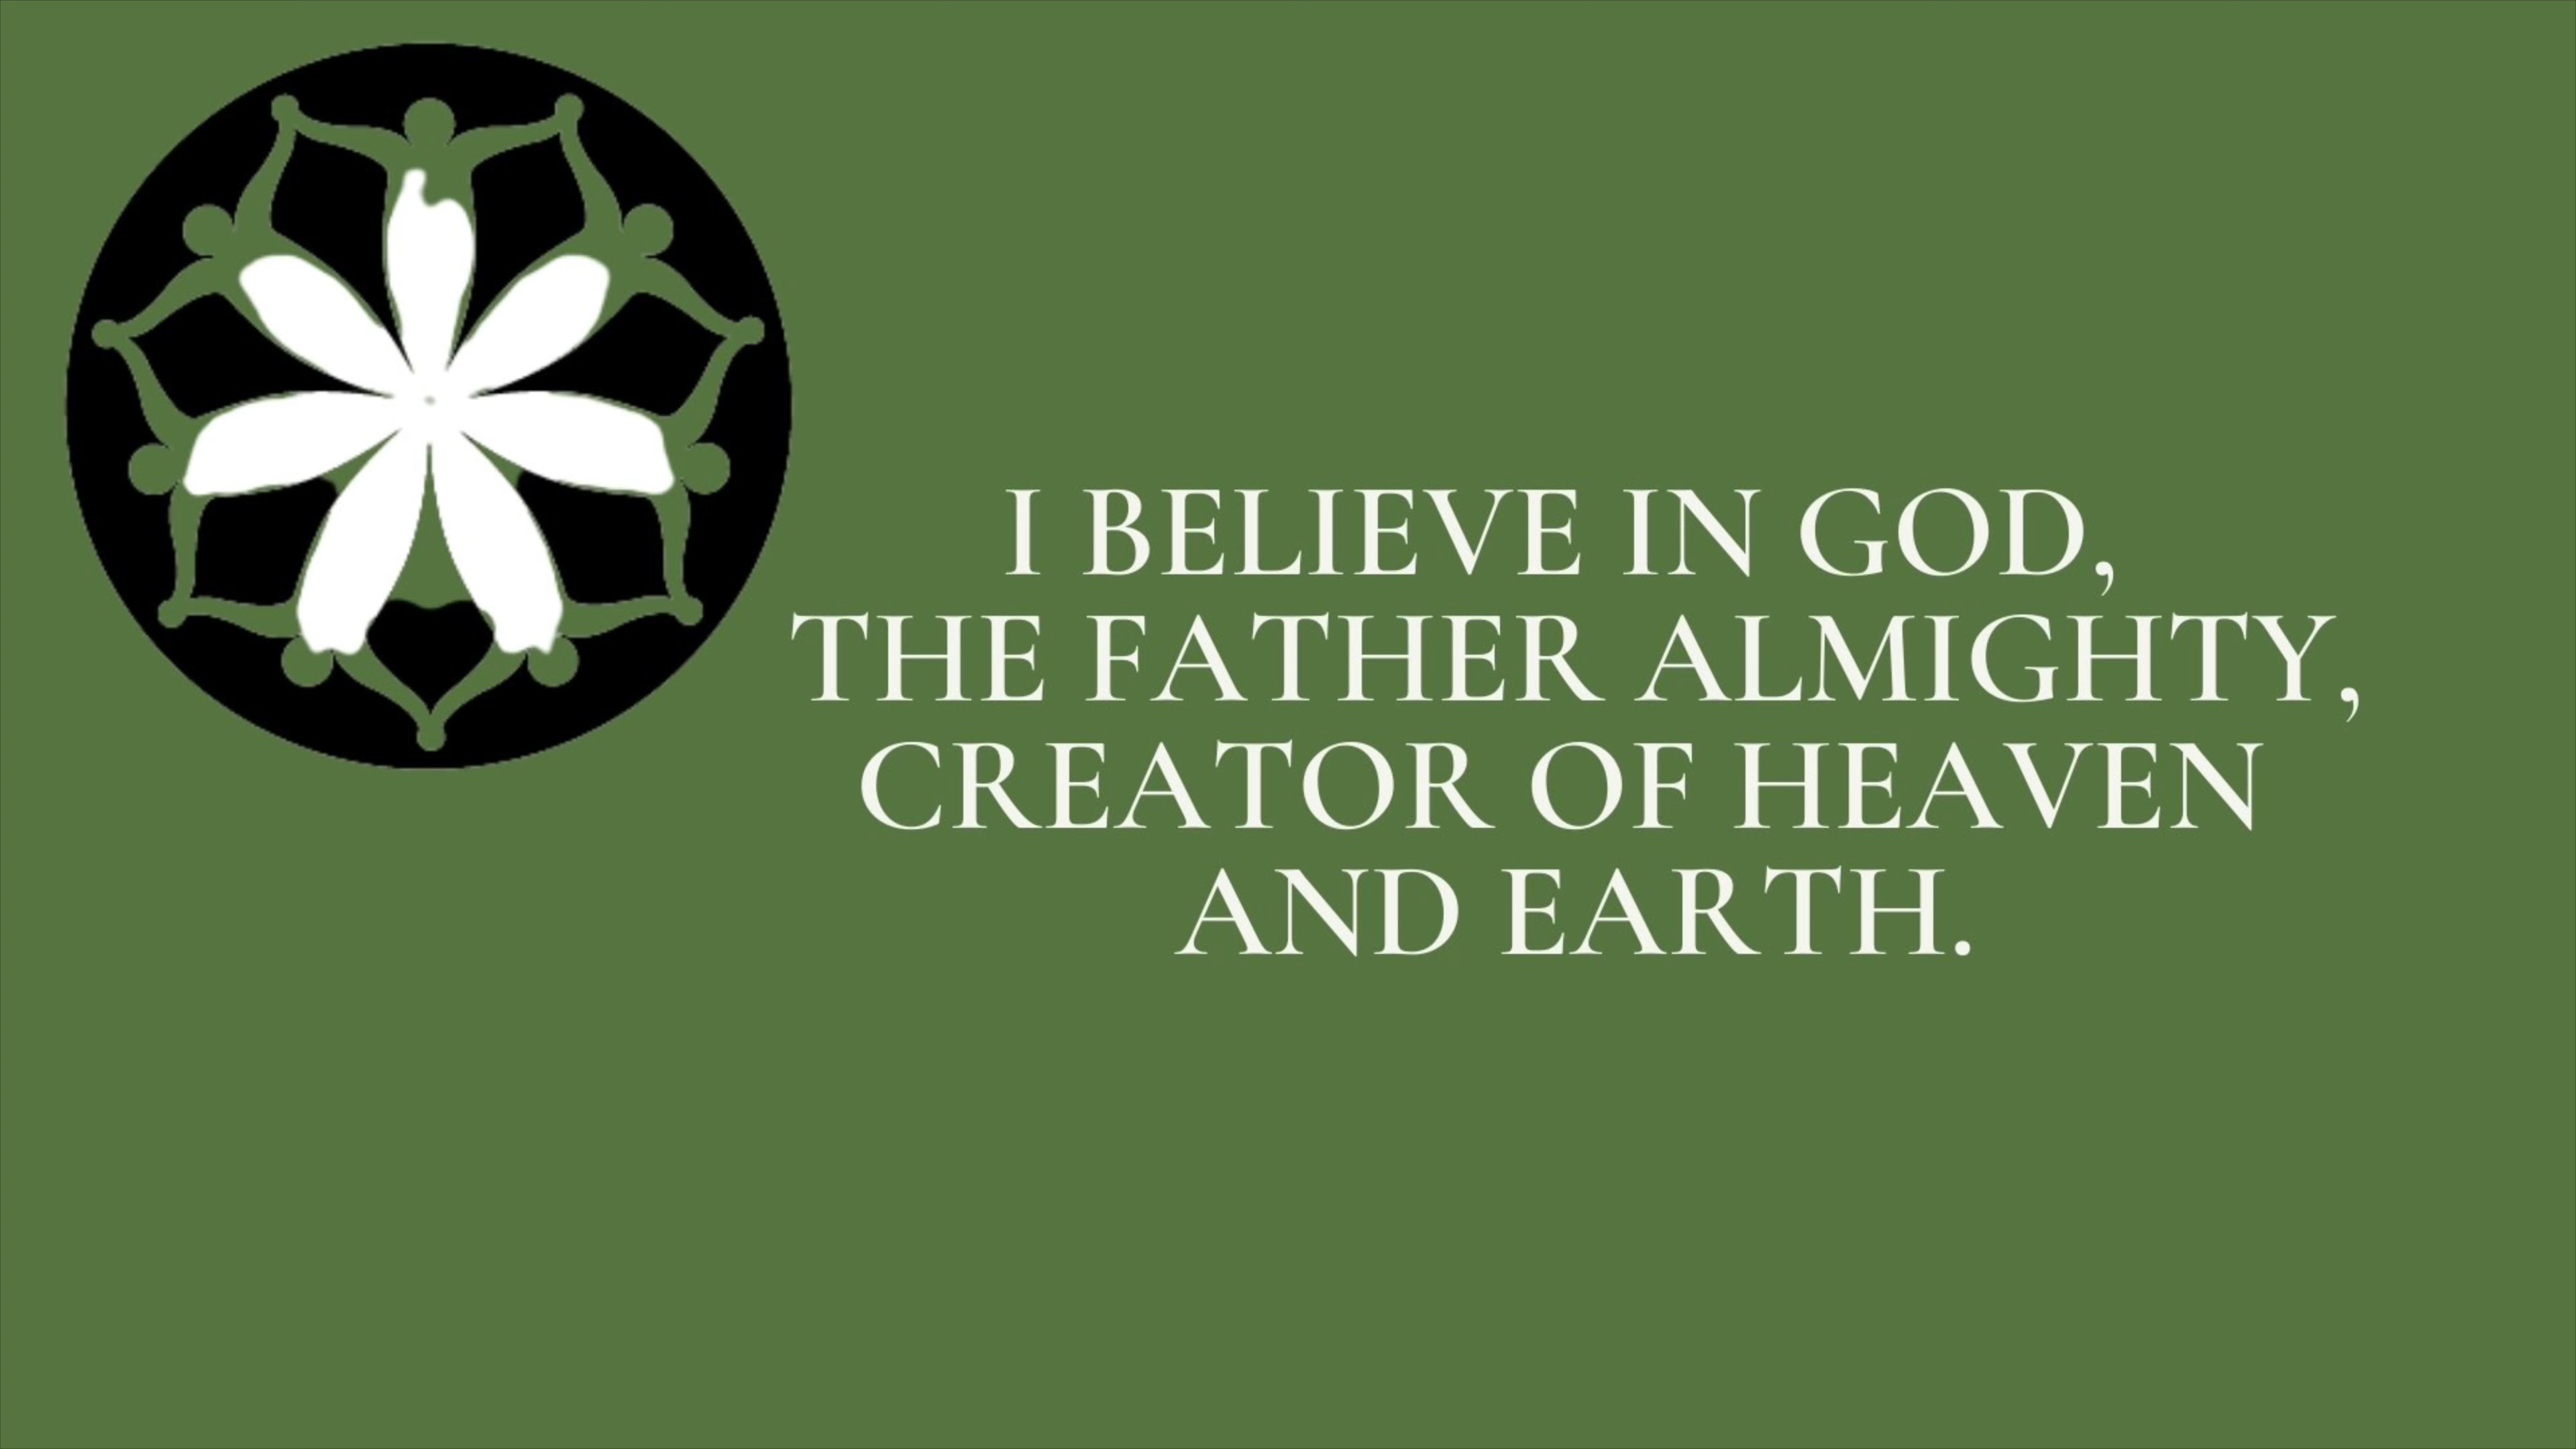 I BELIEVE IN GOD,
THE FATHER ALMIGHTY,
CREATOR OF HEAVEN
AND EARTH.